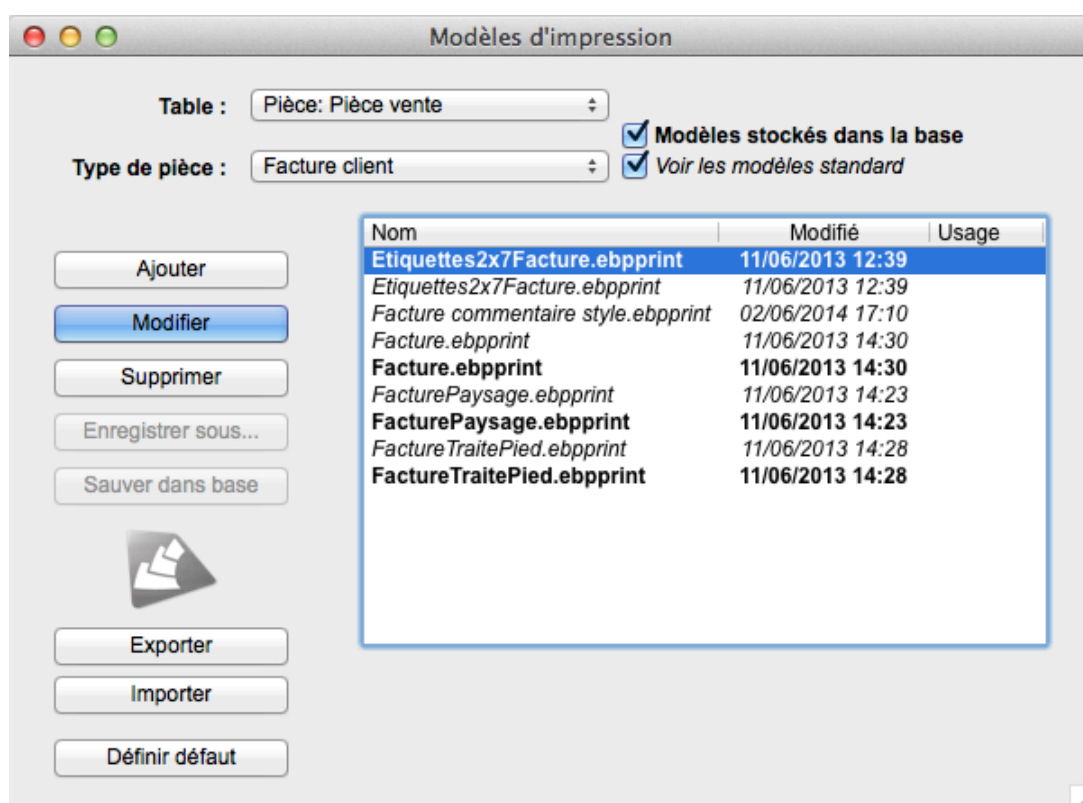 Modèles d'impression
Table :
Pièce: Pièce vente
Modèles stockés dans la base
Type de pièce :
Facture client
Voir les modèles standard
Nom Modifié Usage
Etiquettes2x7Facture.ebpprint 11/06/2013 12:39
Etiquettes2x7Facture.ebpprint 11/06/2013 12:39
Facture commentaire style.ebpprint 02/06/2014 17:10
Facture.ebpprint 11/06/2013 14:30
Facture.ebpprint 11/06/2013 14:30
FacturePaysage.ebpprint 11/06/2013 14:23
FacturePaysage.ebpprint 11/06/2013 14:23
FactureTraitePied.ebpprint 11/06/2013 14:28
FactureTraitePied.ebpprint 11/06/2013 14:28
Ajouter
Modifier
Supprimer
Enregistrer sous...
Sauver dans base
Exporter
Importer
Définir défaut